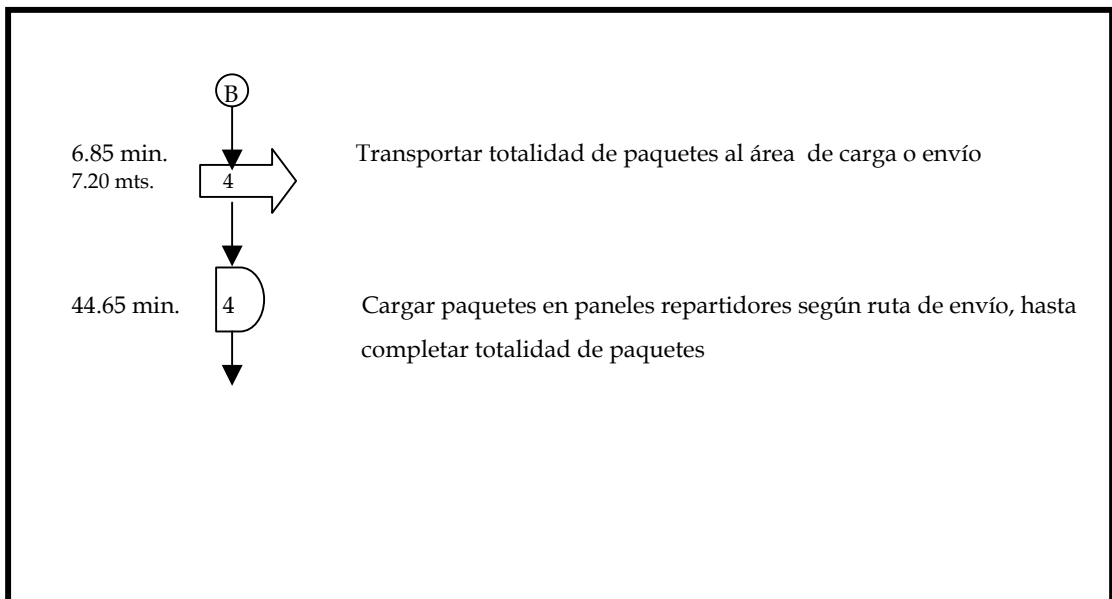 B
6.85 min.
7.20 mts.
4
Transportar totalidad de paquetes al área de carga o envío
44.65 min.
4
Cargar paquetes en paneles repartidores según ruta de envío, hasta
completar totalidad de paquetes